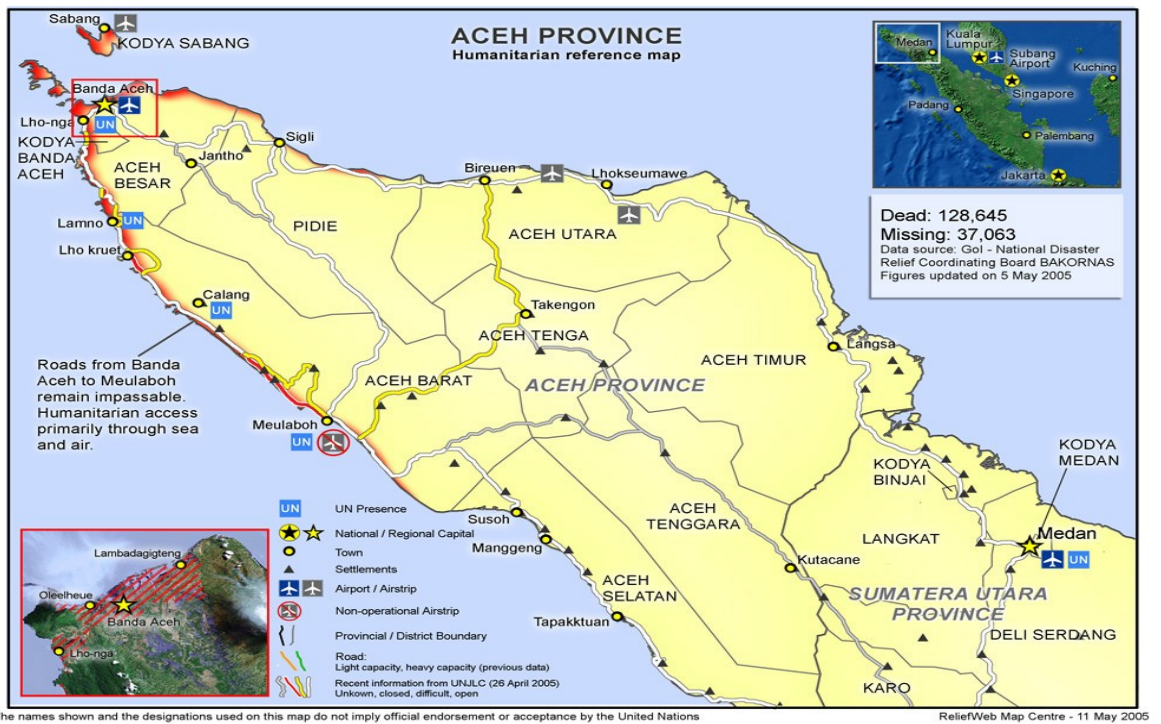 ACEH PROVINCE
Humanitarian reference map
Sabang
KODYA SABANG
Banda Aceh
UN
Lho-nga
KODYA
BANDA
ACEH
ACEH
BESAR
Jantho
Sigli
PIDIE
Lamno
UN
Lho kruet
Calang
UN
Bireuen
Lhokseumawe
ACEH UTARA
Takengon
ACEH TENGA
ACEH BARAT
ACEH TIMUR
ACEH PROVINCE
Langsa
Roads from Banda
Aceh to Meulaboh
remain impassable.
Humanitarian access
primarily through sea
and air.
Meulaboh
UN
Susoh
Manggeng
ACEH
TENGGARA
ACEH
SELATAN
Tapakktuan
Kutacane
KODYA
BINJAI
KODYA
MEDAN
LANGKAT
Medan
UN
SUMATERA UTARA
PROVINCE
DELI SERDANG
KARO
Medan
Kuala
Lumpur
Subang
Airport
Kuching
Singapore
Padang
Palembang
Jakarta
Dead: 128,645
Missing: 37,063
Data source: GoI - National Disaster
Relief Coordinating Board BAKORNAS
Figures updated on 5 May 2005
UN
UN Presence
National / Regional Capital
Town
Settlements
Airport / Airstrip
Non-operational Airstrip
Provincial / District Boundary
Road:
Light capacity, heavy capacity (previous data)
Recent information from UNJLC (26 April 2005)
Unkown, closed, difficult, open
Lambadagigteng
Oleelheue
Banda Aceh
Lho-nga
he names shown and the designations used on this map do not imply official endorsement or acceptance by the United Nations
ReliefWeb Map Centre - 11 May 2005